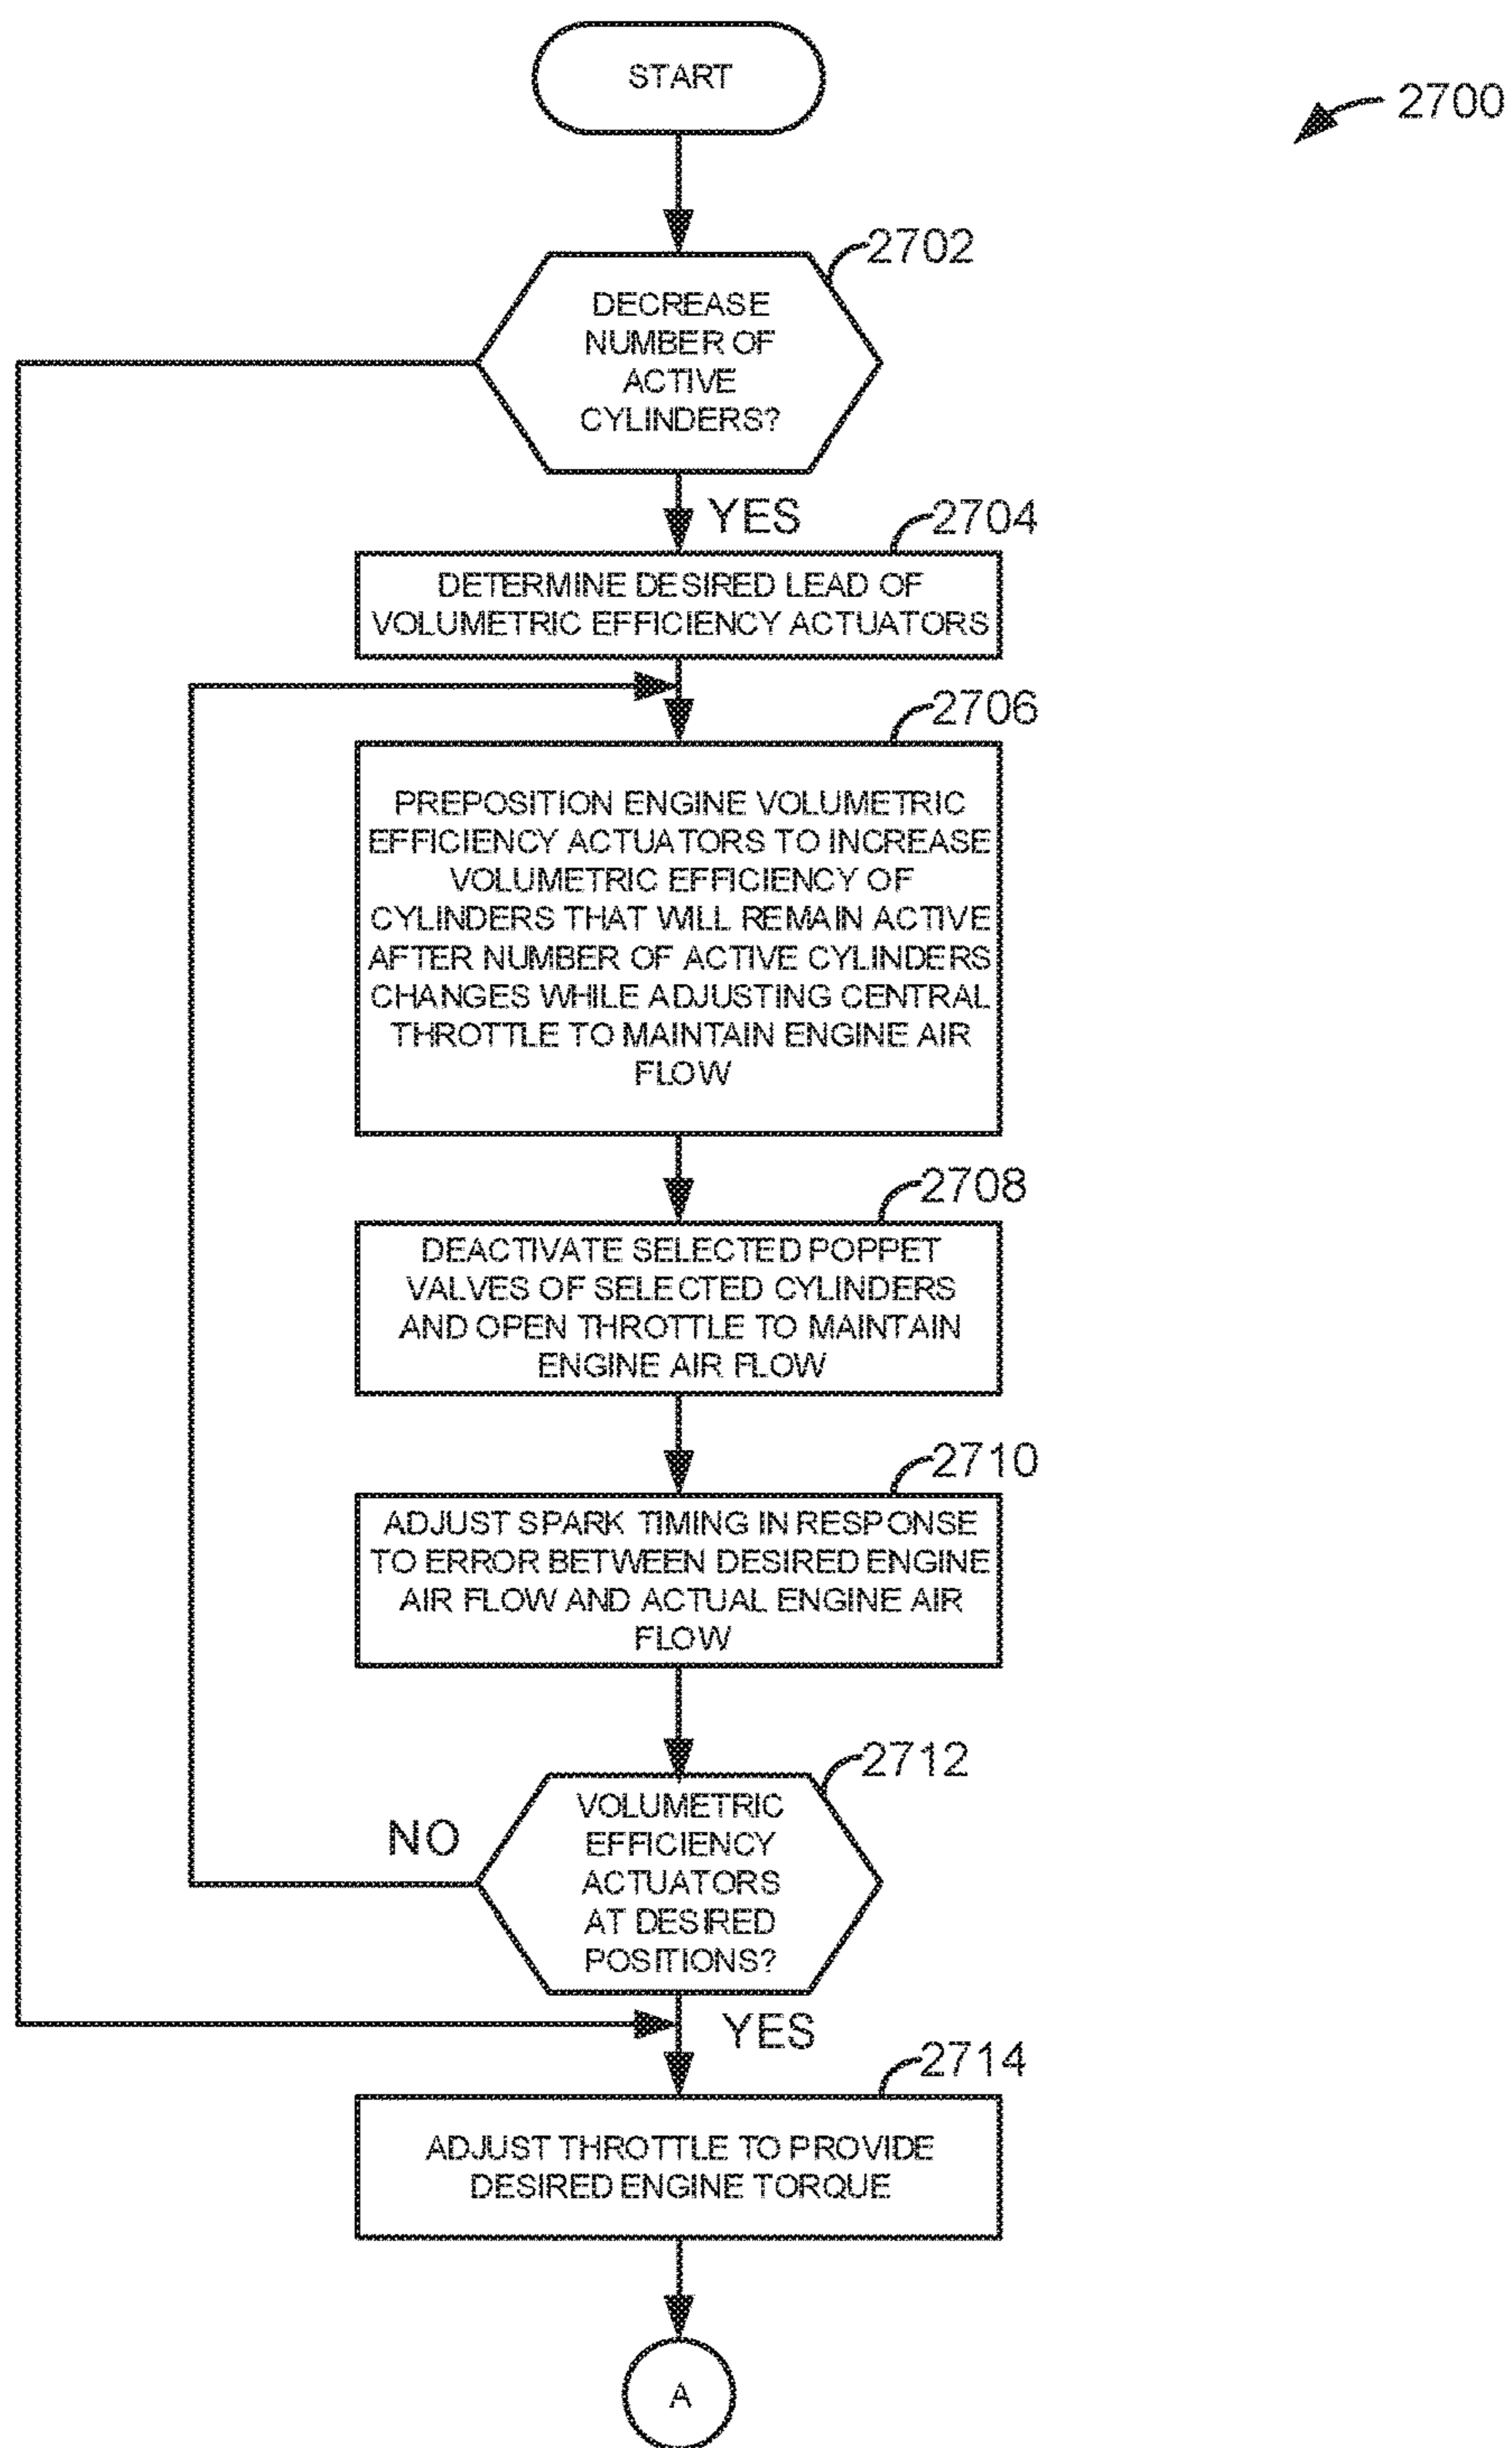 START
2700
2702
DECREASE
NUMBER OF
ACTIVE
CYLINDERS?
YES
2704
DETERMINE DESIRED LEAD OF
VOLUMETRIC EFFICIENCY ACTUATORS
2706
PREPOSITION ENGINE VOLUMETRIC
EFFICIENCY ACTUATORS TO INCREASE
VOLUMETRIC EFFICIENCY OF
CYLINDERS THAT WILL REMAIN ACTIVE
AFTER NUMBER OF ACTIVE CYLINDERS
CHANGES WHILE ADJUSTING CENTRAL
THROTTLE TO MAINTAIN ENGINE AIR
FLOW
2708
DEACTIVATE SELECTED POPPET
VALVES OF SELECTED CYLINDERS
AND OPEN THROTTLE TO MAINTAIN
ENGINE AIR FLOW
2710
ADJUST SPARK TIMING IN RESPONSE
TO ERROR BETWEEN DESIRED ENGINE
AIR FLOW AND ACTUAL ENGINE AIR
FLOW
2712
VOLUMETRIC
EFFICIENCY
ACTUATORS
AT DESIRED
POSITIONS?
NO
YES
2714
ADJUST THROTTLE TO PROVIDE
DESIRED ENGINE TORQUE
A